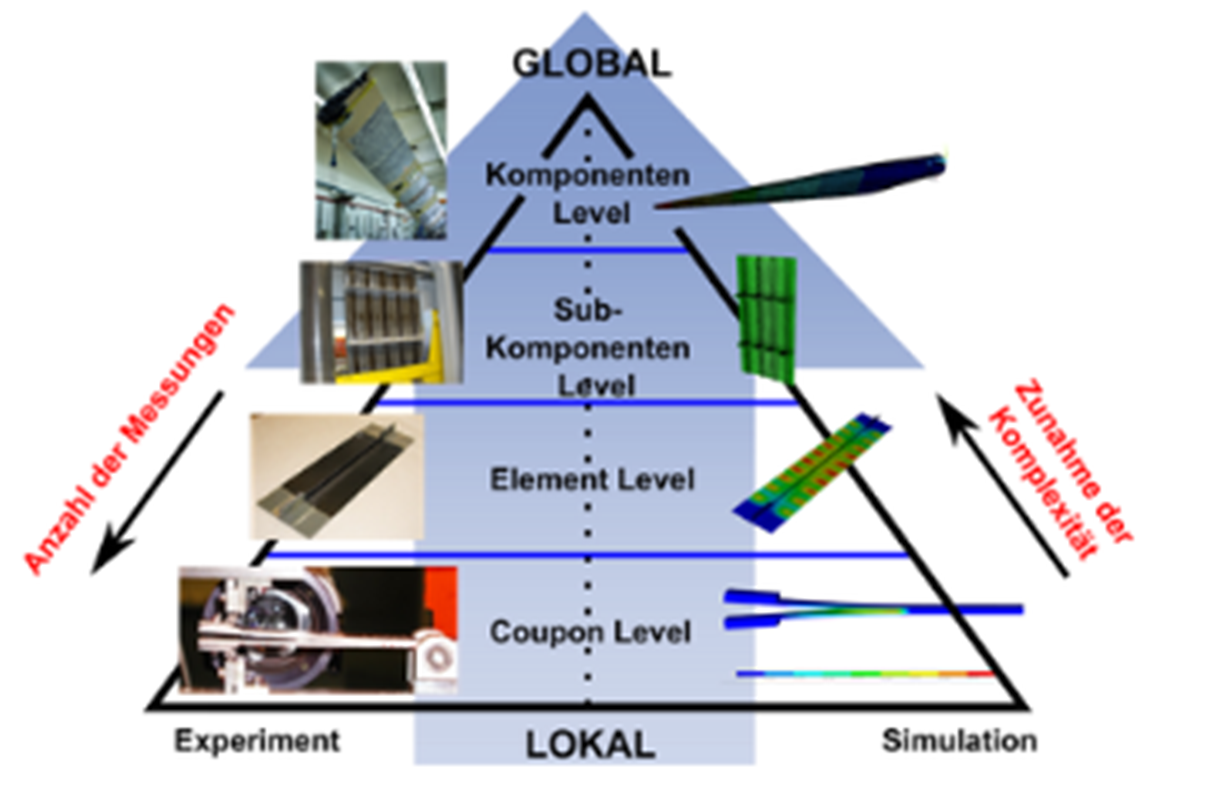 GLOBAL
Komponenten
Level
Sub-
Komponenten
Level
Element Level
Coupon Level
Anzahl der Messungen
Zunahme der
Komplexität
Experiment
LOKAL
Simulation